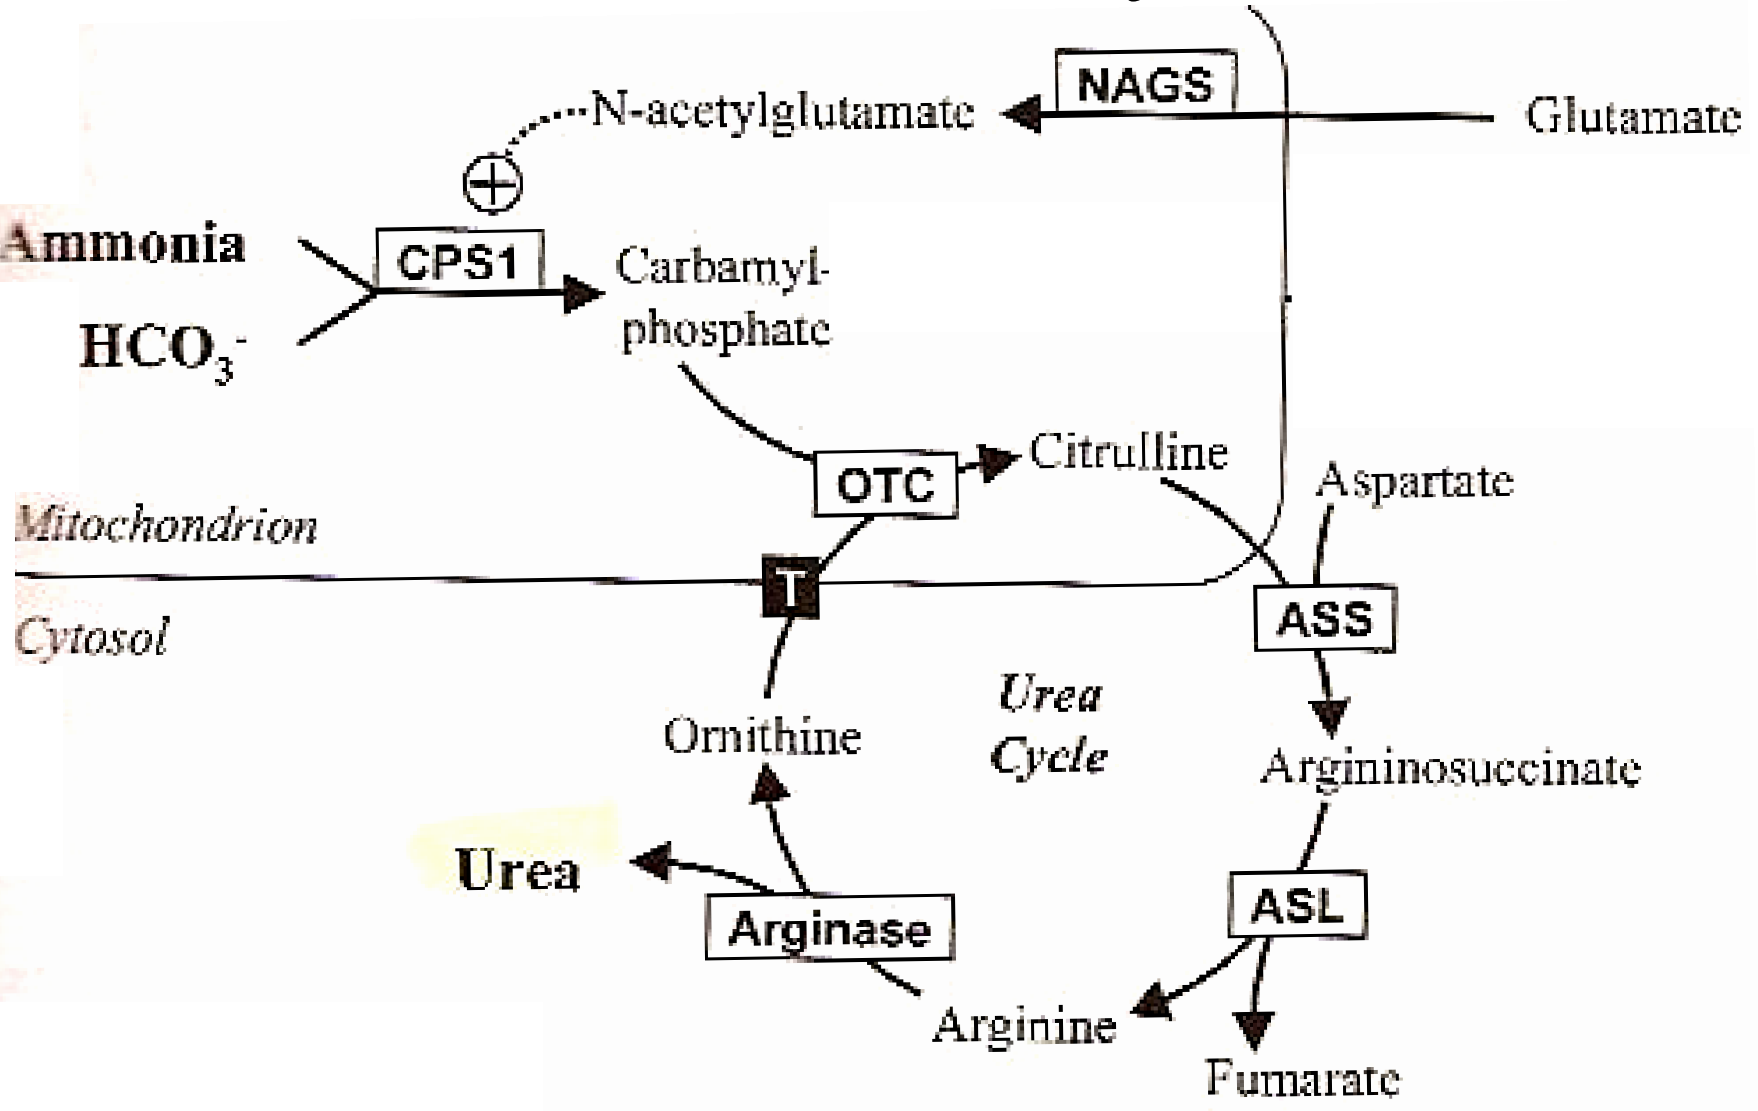 NAGS
N-acetylglutamate
Glutamate
+
Ammonia
CPS1
Carbamyl-
phosphate
HCO₃⁻
OTC
Citrulline
Aspartate
Mitochondrion
T
ASS
Cytosol
Urea
Cycle
Ornithine
Argininosuccinate
Urea
ASL
Arginase
Arginine
Fumarate